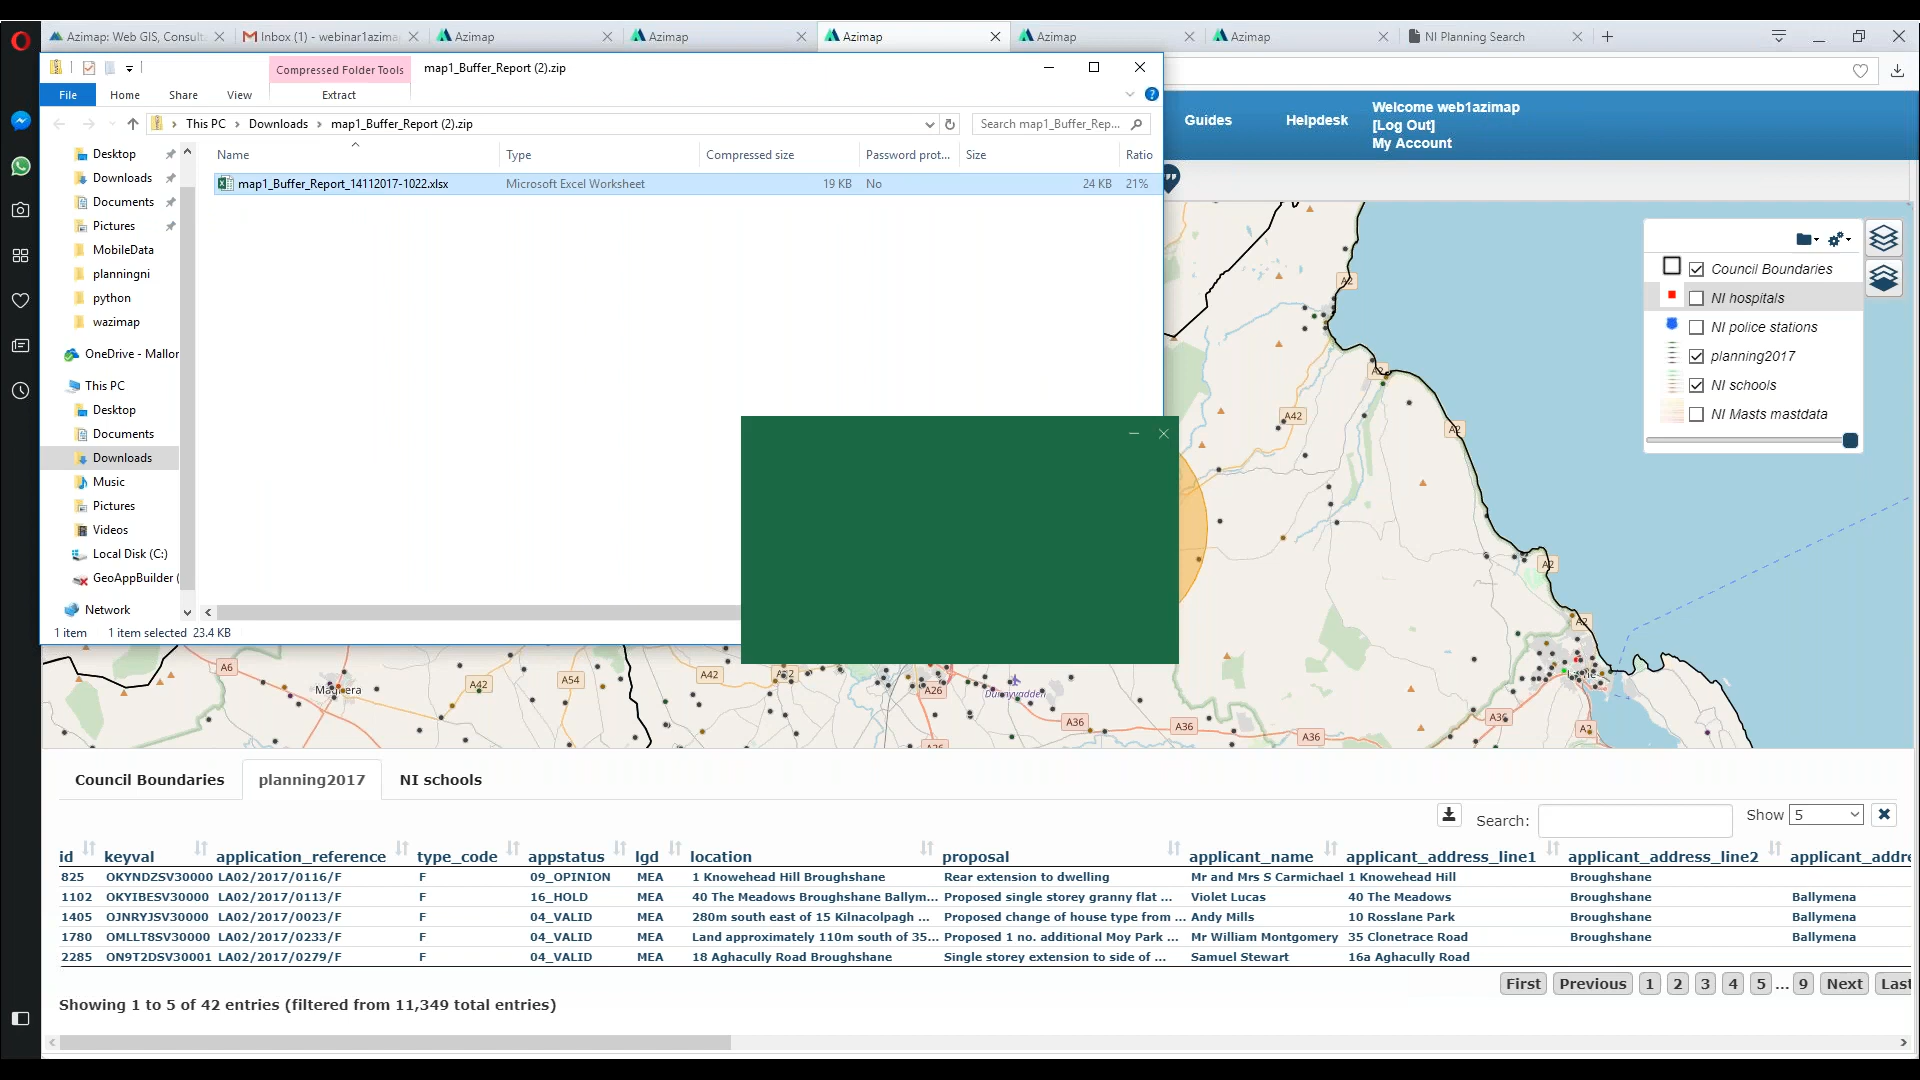 Azimap: Web GIS, Consult
Inbox (1) - webinar1azima
Azimap
Azimap
Azimap
Azimap
Azimap
NI Planning Search
Compressed Folder Tools
map1_Buffer_Report (2).zip
File
Home
Share
View
Extract
This PC
Downloads
map1_Buffer_Report (2).zip
Search map1_Buffer_Rep...
Guides
Helpdesk
Welcome web1azimap
[Log Out]
My Account
Name
Type
Compressed size
Password prot...
Size
Ratio
map1_Buffer_Report_14112017-1022.xlsx
Microsoft Excel Worksheet
19 KB
No
24 KB
21%
Desktop
Downloads
Documents
Pictures
MobileData
planningni
python
wazimap
OneDrive - Mallor
This PC
Desktop
Documents
Downloads
Music
Pictures
Videos
Local Disk (C:)
GeoAppBuilder (
Network
1 item
1 item selected 23.4 KB
Council Boundaries
NI hospitals
NI police stations
planning2017
NI schools
NI Masts mastdata
A2
A2
A42
A2
A2
A2
A6
A42
A54
A42
A26
A36
A36
A36
A36
A2
Council Boundaries
planning2017
NI schools
Search:
Show 5
id keyval application_reference type_code appstatus lgd location proposal applicant_name applicant_address_line1 applicant_address_line2 applicant_addre
825 OKYNDZSV30000 LA02/2017/0116/F F 09_OPINION MEA 1 Knowehead Hill Broughshane Rear extension to dwelling Mr and Mrs S Carmichael 1 Knowehead Hill Broughshane
1102 OKYIBESV30000 LA02/2017/0113/F F 16_HOLD MEA 40 The Meadows Broughshane Ballym... Proposed single storey granny flat ... Violet Lucas 40 The Meadows Broughshane Ballymena
1405 OJNRYJSV30000 LA02/2017/0023/F F 04_VALID MEA 280m south east of 15 Kilnacolpagh ... Proposed change of house type from ... Andy Mills 10 Rosslane Park Broughshane Ballymena
1780 OMLLT8SV30000 LA02/2017/0233/F F 04_VALID MEA Land approximately 110m south of 35... Proposed 1 no. additional Moy Park ... Mr William Montgomery 35 Clonetrace Road Broughshane Ballymena
2285 ON9T2DSV30001 LA02/2017/0279/F F 04_VALID MEA 18 Aghacully Road Broughshane Single storey extension to side of ... Samuel Stewart 16a Aghacully Road
First Previous 1 2 3 4 5 ... 9 Next Last
Showing 1 to 5 of 42 entries (filtered from 11,349 total entries)